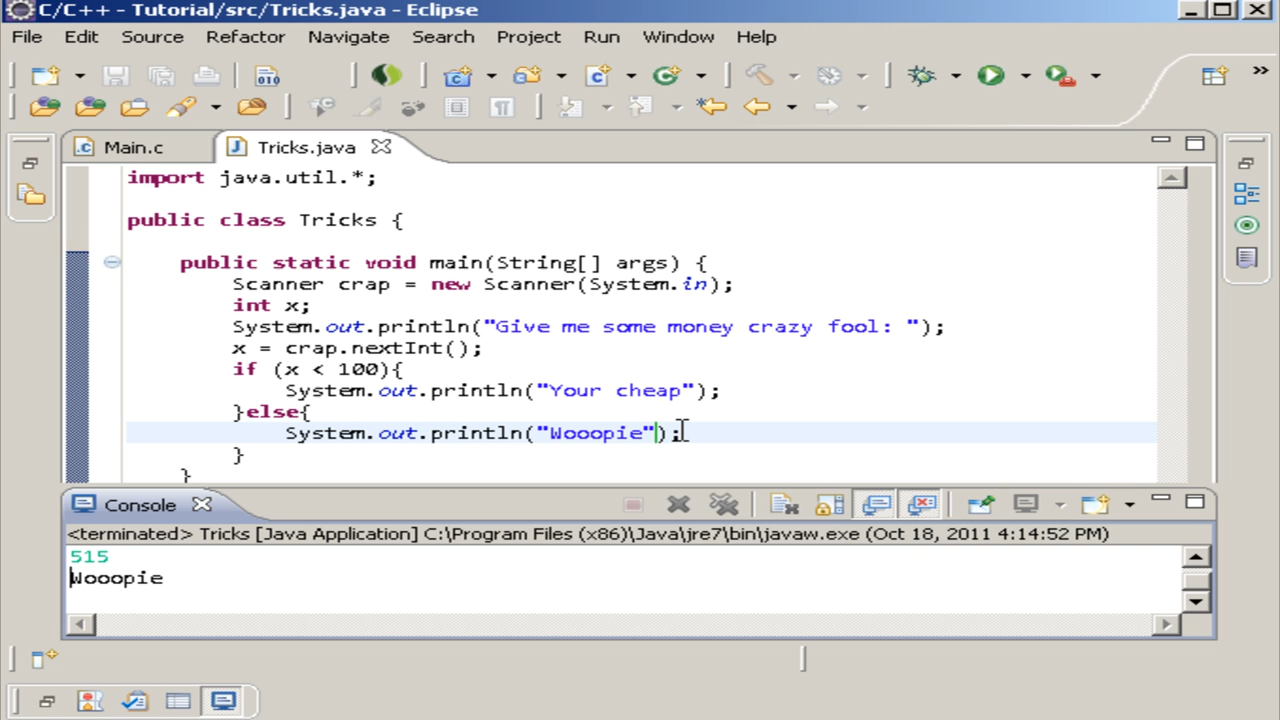 C/C++ - Tutorial/src/Tricks.java - Eclipse
File Edit Source Refactor Navigate Search Project Run Window Help
010
Main.c Tricks.java
import java.util.*;
public class Tricks {
public static void main(String[] args) {
Scanner crap = new Scanner(System.in);
int x;
System.out.println("Give me some money crazy fool: ");
x = crap.nextInt();
if (x < 100){
System.out.println("Your cheap");
}else{
System.out.println("Wooopie");
}
}
Console
<terminated> Tricks [Java Application] C:\Program Files (x86)\Java\jre7\bin\javaw.exe (Oct 18, 2011 4:14:52 PM)
515
Wooopie